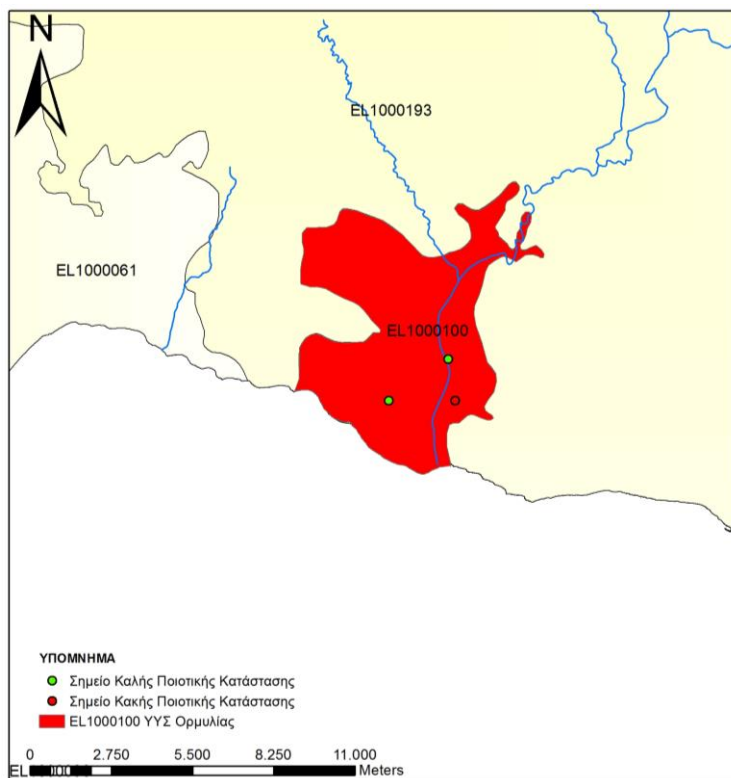 N
EL1000193
EL1000061
EL1000100
ΥΠΟΜΝΗΜΑ
Σημείο Καλής Ποιοτικής Κατάστασης
Σημείο Κακής Ποιοτικής Κατάστασης
EL1000100 ΥΥΣ Ορμυλίας
0 2.750 5.500 8.250 11.000
Meters